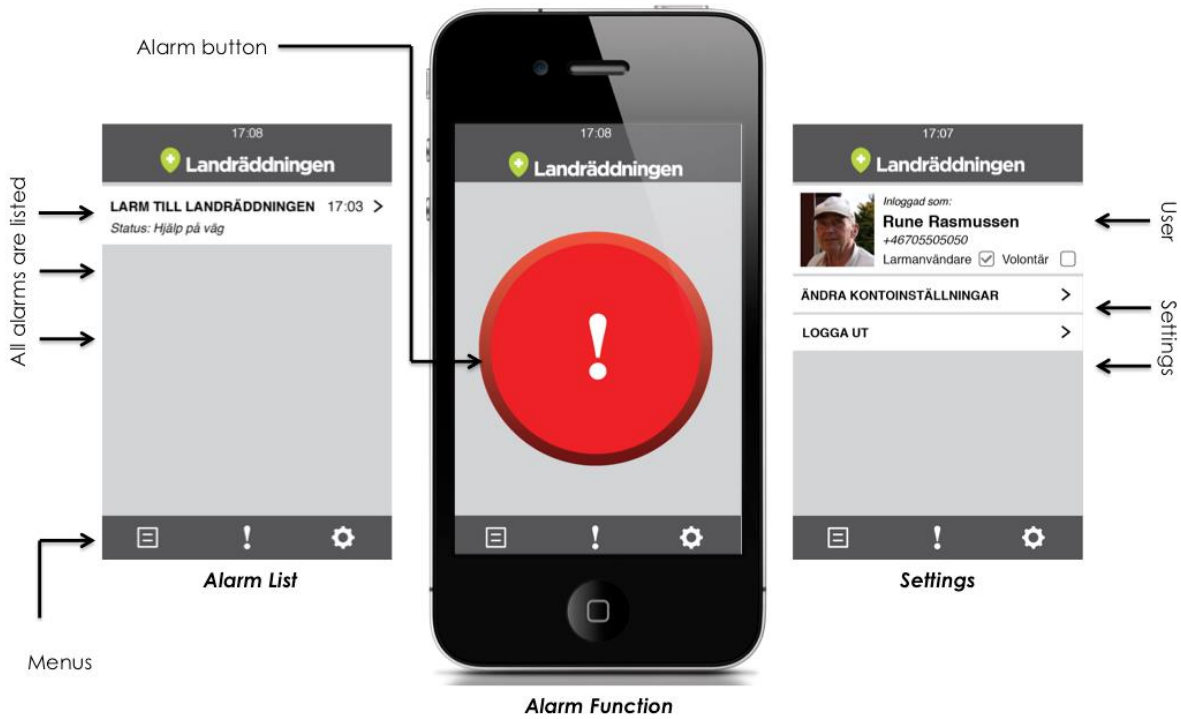 Alarm button
All alarms are listed
17:08
Landräddningen
LARM TILL LANDRÄDDNINGEN 17:03 >
Status: Hjälp på väg
!
Alarm List
Menus
17:08
Landräddningen
!
!
Alarm Function
17:07
Landräddningen
Inloggad som:
Rune Rasmussen
+46705505050
Larmanvändare Volontär
ÄNDRA KONTOINSTÄLLNINGAR >
LOGGA UT >
!
Settings
User
Settings